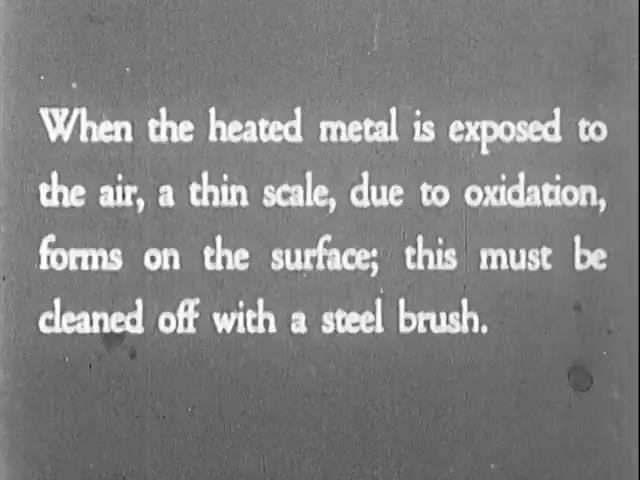 When the heated metal is exposed to
the air, a thin scale, due to oxidation,
forms on the surface; this must be
cleaned off with a steel brush.